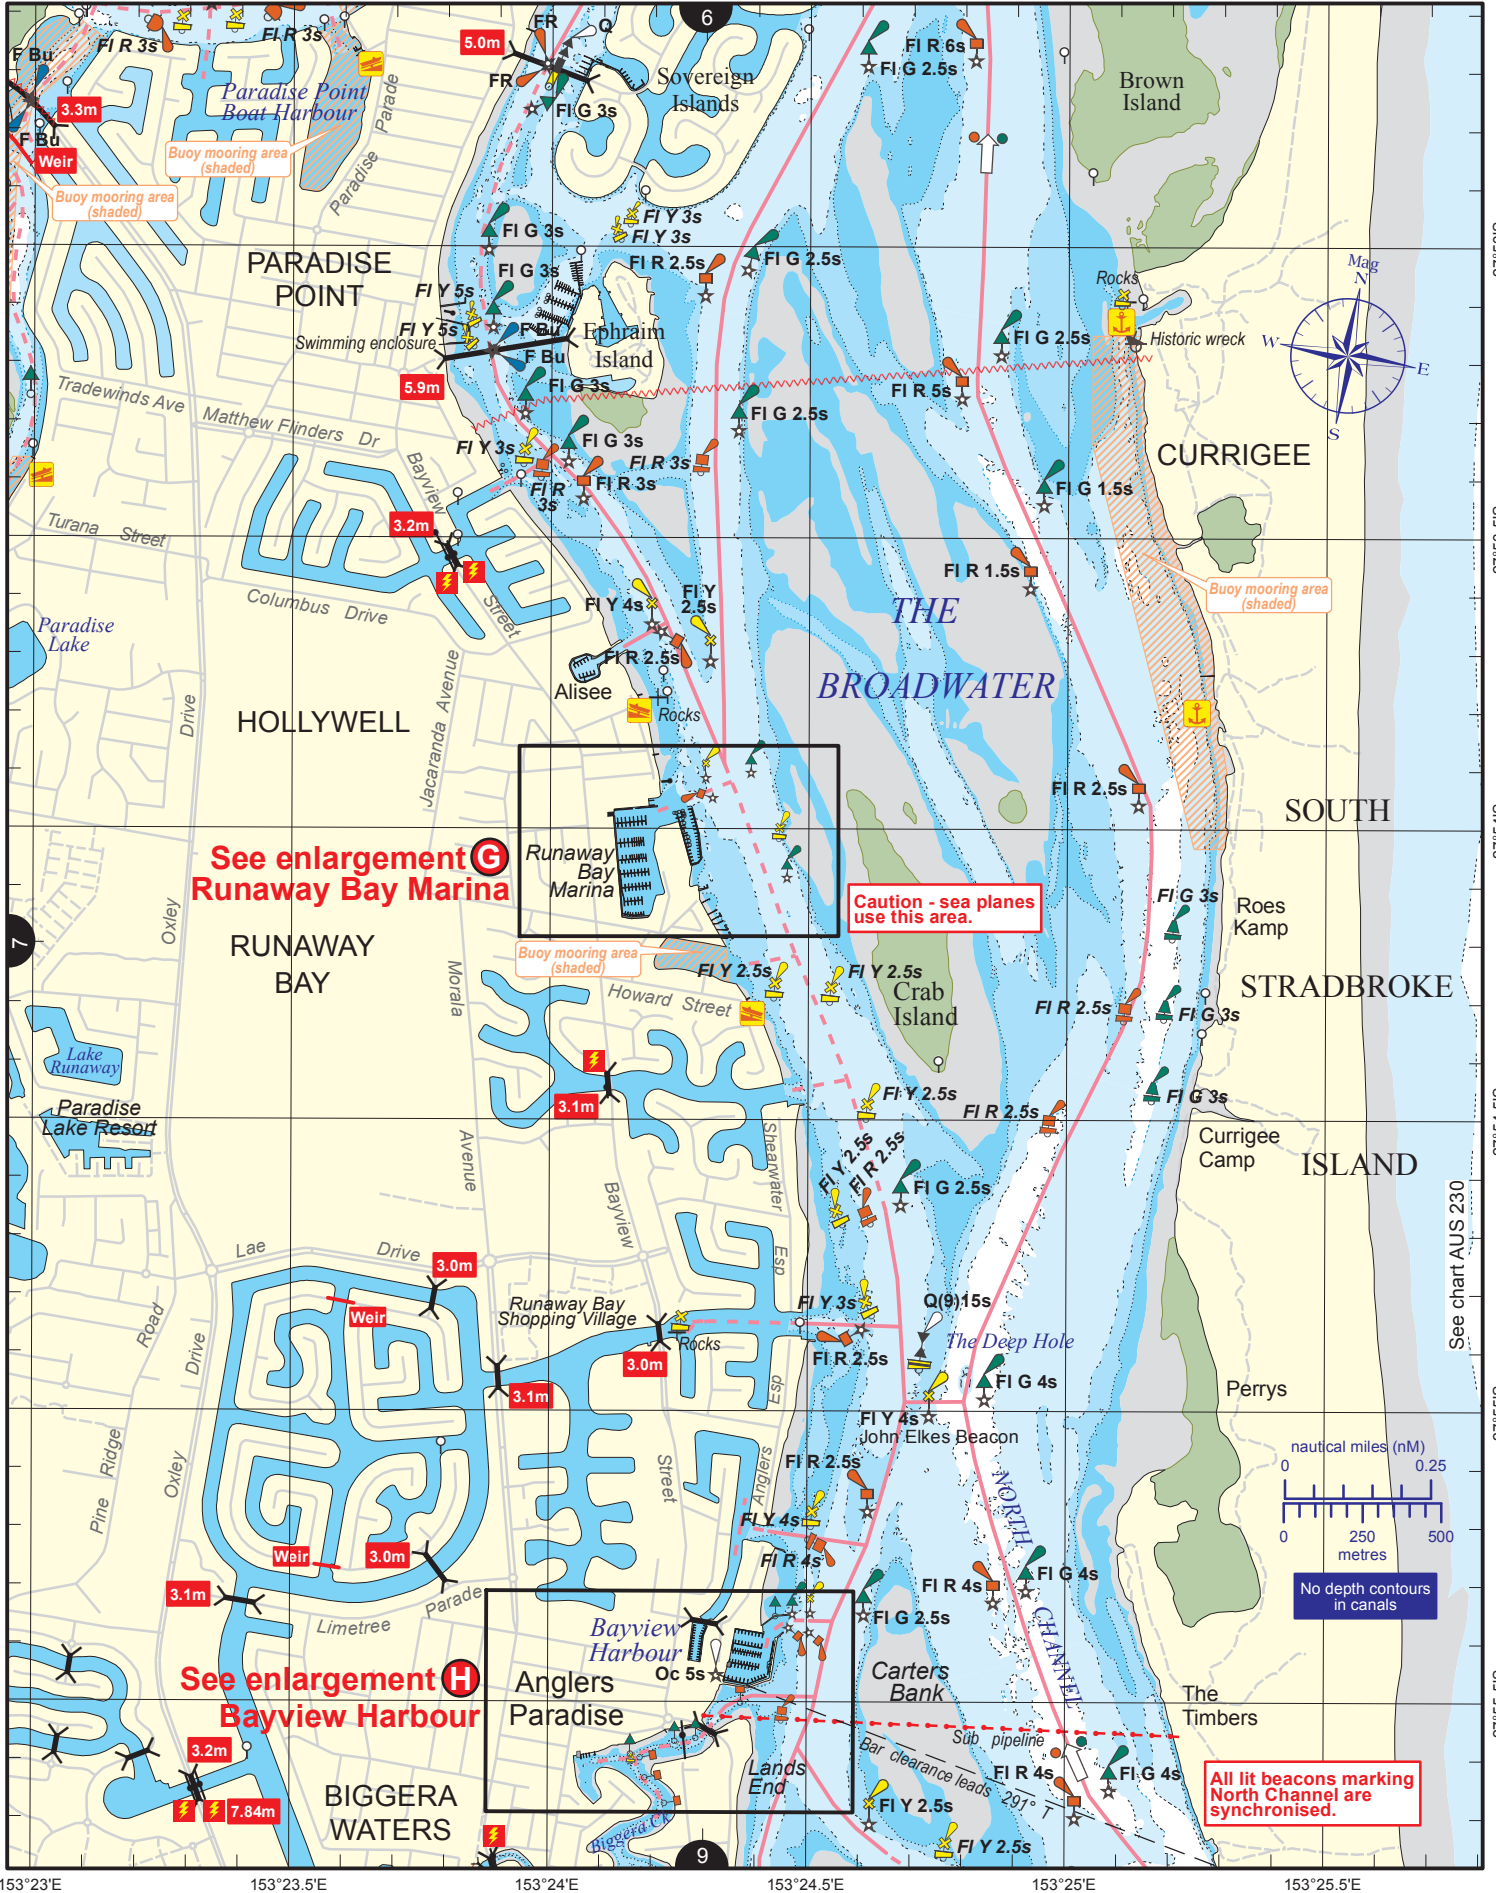 6
FR
Q
5.0m
Fl R 3s
Fl R 3s
F Bu
Fl R 6s
Fl G 2.5s
Sovereign
Islands
FR
Fl G 3s
Brown
Island
Paradise Point
Boat Harbour
3.3m
F Bu
Weir
Parade
Paradise
Buoy mooring area
(shaded)
Buoy mooring area
(shaded)
Fl Y 3s
Fl Y 3s
Fl G 3s
Fl G 2.5s
PARADISE
POINT
Fl R 2.5s
Fl G 3s
Fl Y 5s
Fl Y 5s
Swimming enclosure
F Bu
F Bu
Ephraim
Island
5.9m
Rocks
Mag
N
W
E
S
Historic wreck
Fl G 2.5s
Fl R 5s
Tradewinds Ave
Matthew Flinders Dr
Fl G 3s
Fl G 2.5s
Fl Y 3s
Fl G 3s
Fl R 3s
Fl R
3s
Fl R 3s
CURRIGEE
Fl G 1.5s
Bayview
Street
3.2m
Turana Street
Columbus Drive
Fl R 1.5s
Buoy mooring area
(shaded)
Fl Y 4s
Fl Y
2.5s
Fl R 2.5s
THE
BROADWATER
Paradise
Lake
Alisee
Rocks
HOLLYWELL
Drive
Jacaranda Avenue
Fl R 2.5s
SOUTH
See enlargement G
Runaway Bay Marina
Runaway
Bay
Marina
Caution - sea planes
use this area.
Fl G 3s
Roes
Kamp
7
Oxley
RUNAWAY
BAY
Buoy mooring area
(shaded)
Fl Y 2.5s
Fl Y 2.5s
Morala
Howard Street
Crab
Island
Fl R 2.5s
Fl G 3s
STRADBROKE
Lake
Runaway
Paradise
Lake Resort
3.1m
Fl Y 2.5s
Fl R 2.5s
Fl G 3s
Currigee
Camp
ISLAND
Avenue
Shearwater
Esp
Fl Y 2.5s
Fl R 2.5s
Fl G 2.5s
Bayview
See chart AUS 230
Lae Drive
3.0m
Weir
Runaway Bay
Shopping Village
Rocks
3.0m
Fl Y 3s
Q(9)15s
The Deep Hole
Fl R 2.5s
Road
Drive
3.1m
Esp
Fl G 4s
Perrys
Fl Y 4s
John Elkes Beacon
nautical miles (nM)
0 0.25
0 250 500
metres
Fl R 2.5s
Pine Ridge
Oxley
Street
Anglers
NORTH
CHANNEL
Fl Y 4s
Fl R 4s
Weir
3.0m
Fl R 4s
Fl G 4s
No depth contours
in canals
3.1m
Limetree Parade
Fl G 2.5s
Bayview
Harbour
Oc 5s
See enlargement H
Bayview Harbour
Anglers
Paradise
Carters
Bank
The
Timbers
Sub pipeline
Bar clearance leads 291° T
3.2m
7.84m
BIGGERA
WATERS
Lands
End
Fl R 4s
Fl G 4s
Fl Y 2.5s
Fl Y 2.5s
All lit beacons marking
North Channel are
synchronised.
Biggera Ck
9
153°23'E
153°23.5'E
153°24'E
153°24.5'E
153°25'E
153°25.5'E